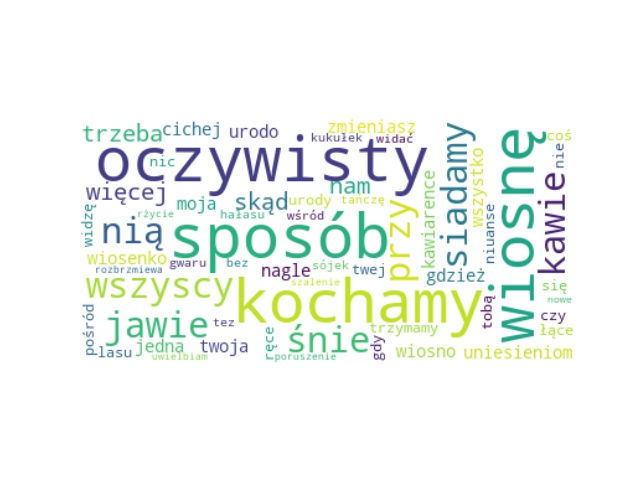 trzeba cichej urodo zmieniasz
kukułek widać
coś
oczywisty
nic
nie
więcej
moja
skąd
urody
nam
tańczę
siadamy
wszystko
wiosnę
kawie
widzę
rżycie
hałasu
wśród
nią
sposób
przy
kawiarence
niuanse
wiosenko
gwaru
bez
nagle
sójek
twej
gdzież
rozbrzmiewa
szalenie
wszyscy
kochamy
się
nowe
tobą
pośród
jawie
tez
śnie
trzymamy
czy
łące
lasu
jedna
twoja
ręce
gdy
wiosno
uniesieniom
uwielbiam
poruszenie